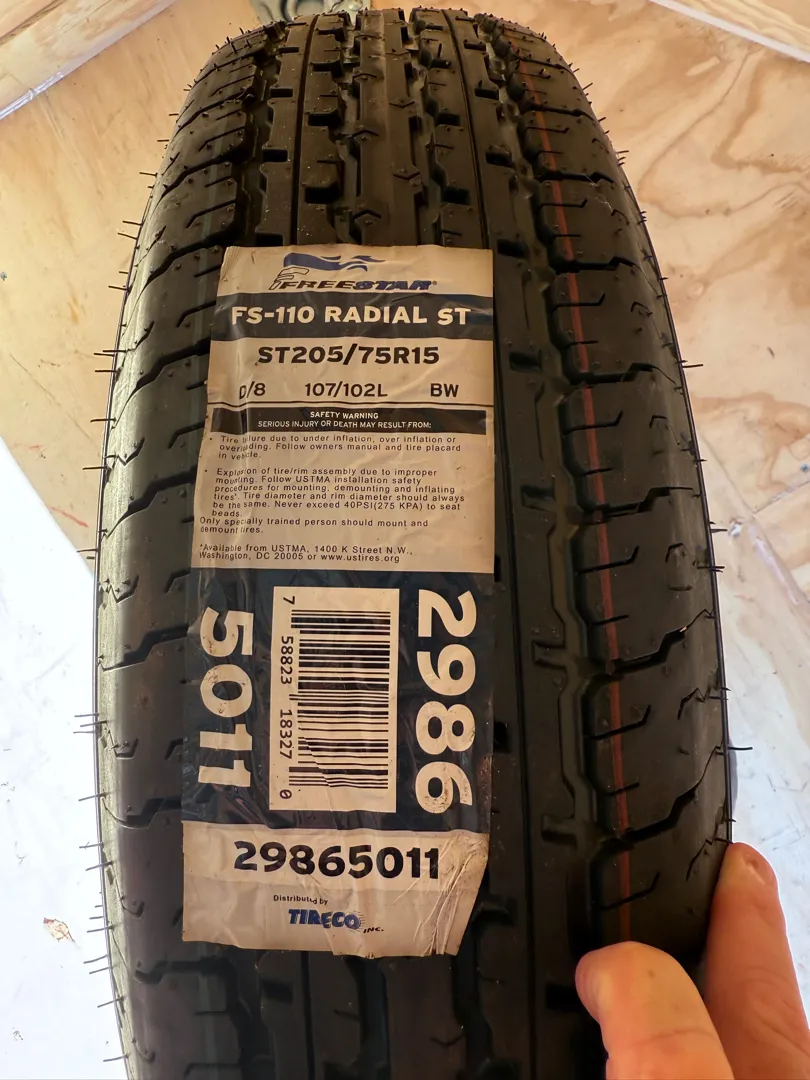 FREESTAR®
FS-110 RADIAL ST
ST205/75R15
D/8 107/102L BW
SAFETY WARNING
SERIOUS INJURY OR DEATH MAY RESULT FROM:
• Tire failure due to under inflation, over inflation or
overloading. Follow owners manual and tire placard
in vehicle.
• Explosion of tire/rim assembly due to improper
mounting. Follow USTMA installation safety
procedures for mounting, demounting and inflating
tires*. Tire diameter and rim diameter should always
be the same. Never exceed 40PSI(275 KPA) to seat
beads.
Only specially trained person should mount and
demount tires.
*Available from USTMA, 1400 K Street N.W.,
Washington, DC 20005 or www.ustires.org
2986
7 58823 18327 0
5011
29865011
Distributed by
TIRECO INC.